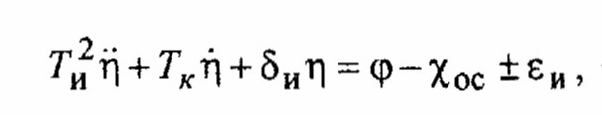 T_и^2 η̈ + T_к η̇ + δ_и η = φ − χ_ос ± ε_и ,